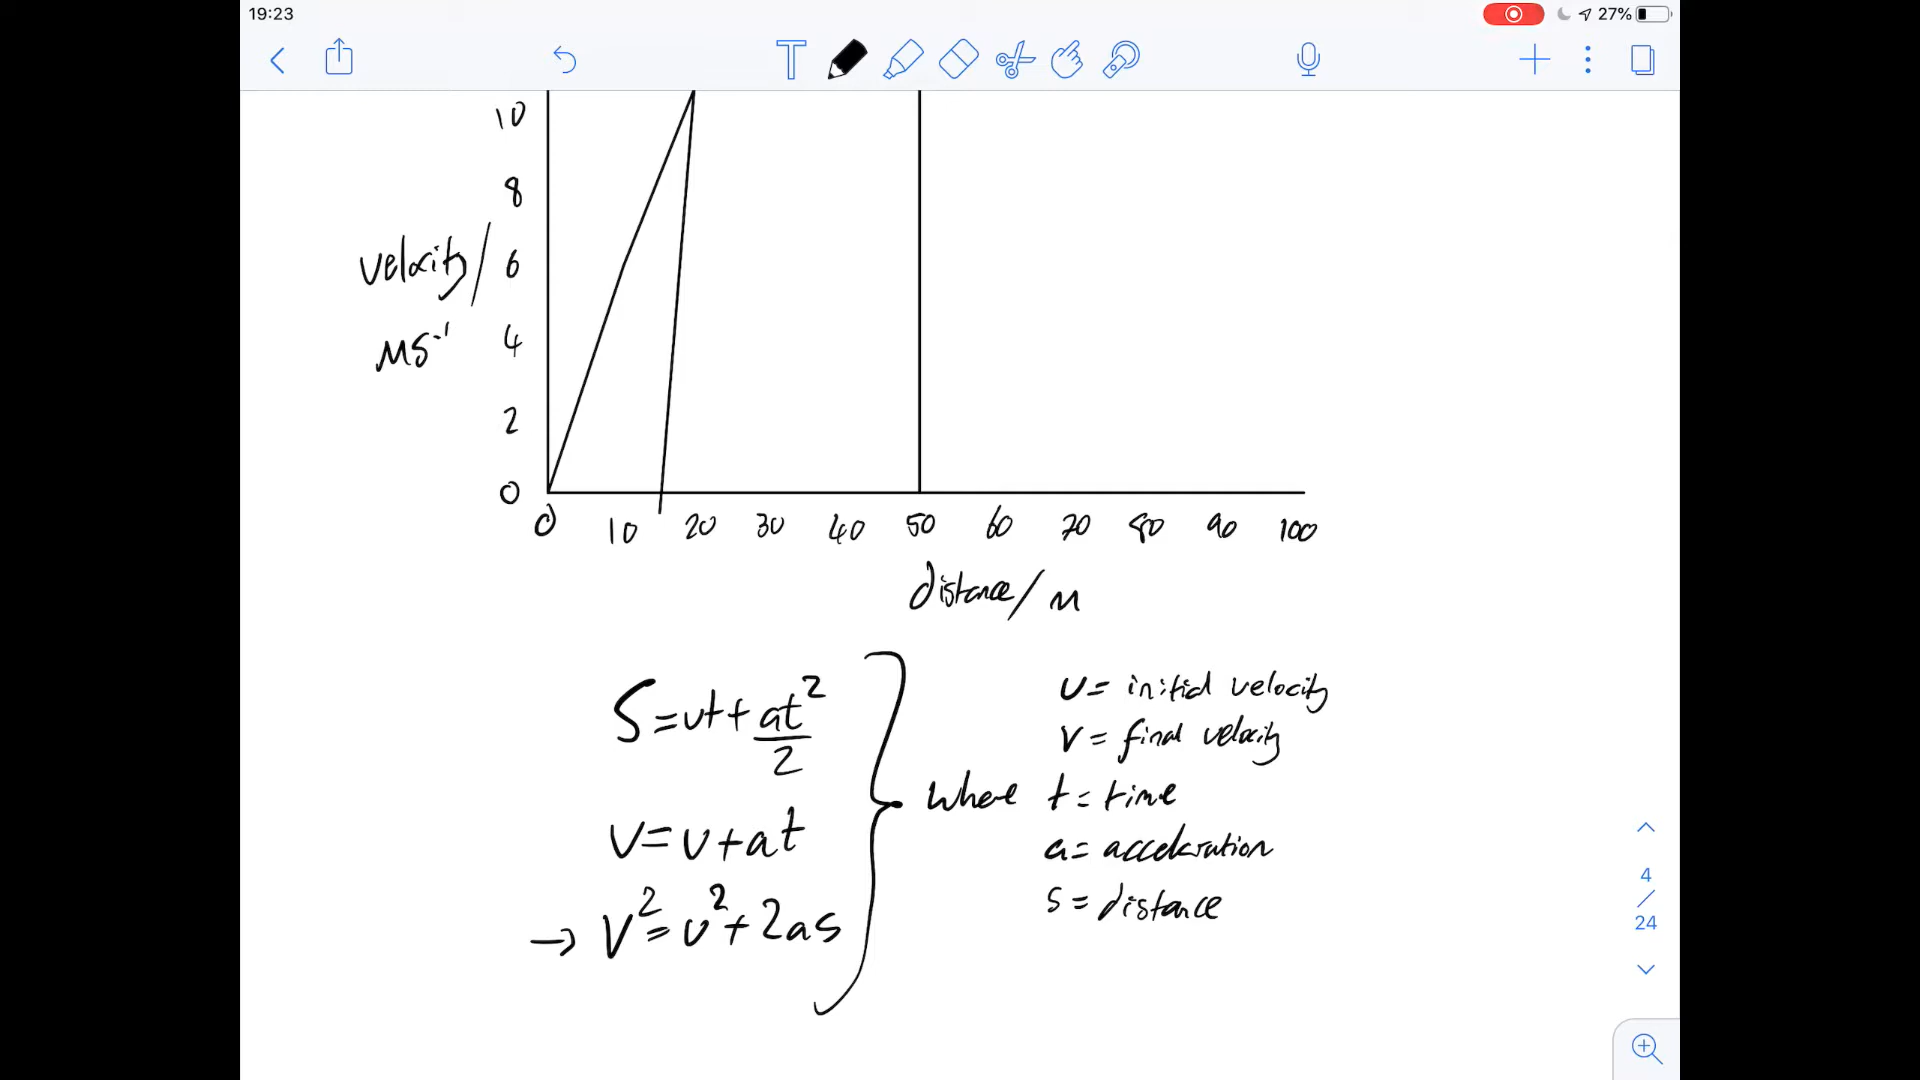 19:23
27%
T
10
8
velocity/ 6
ms⁻¹ 4
2
0
0 10 20 30 40 50 60 70 80 90 100
distance/m
S=ut+at²/2
v=u+at
→ v²=u²+2as
where
u= initial velocity
v= final velocity
t= time
a= acceleration
s= distance
4
/
24